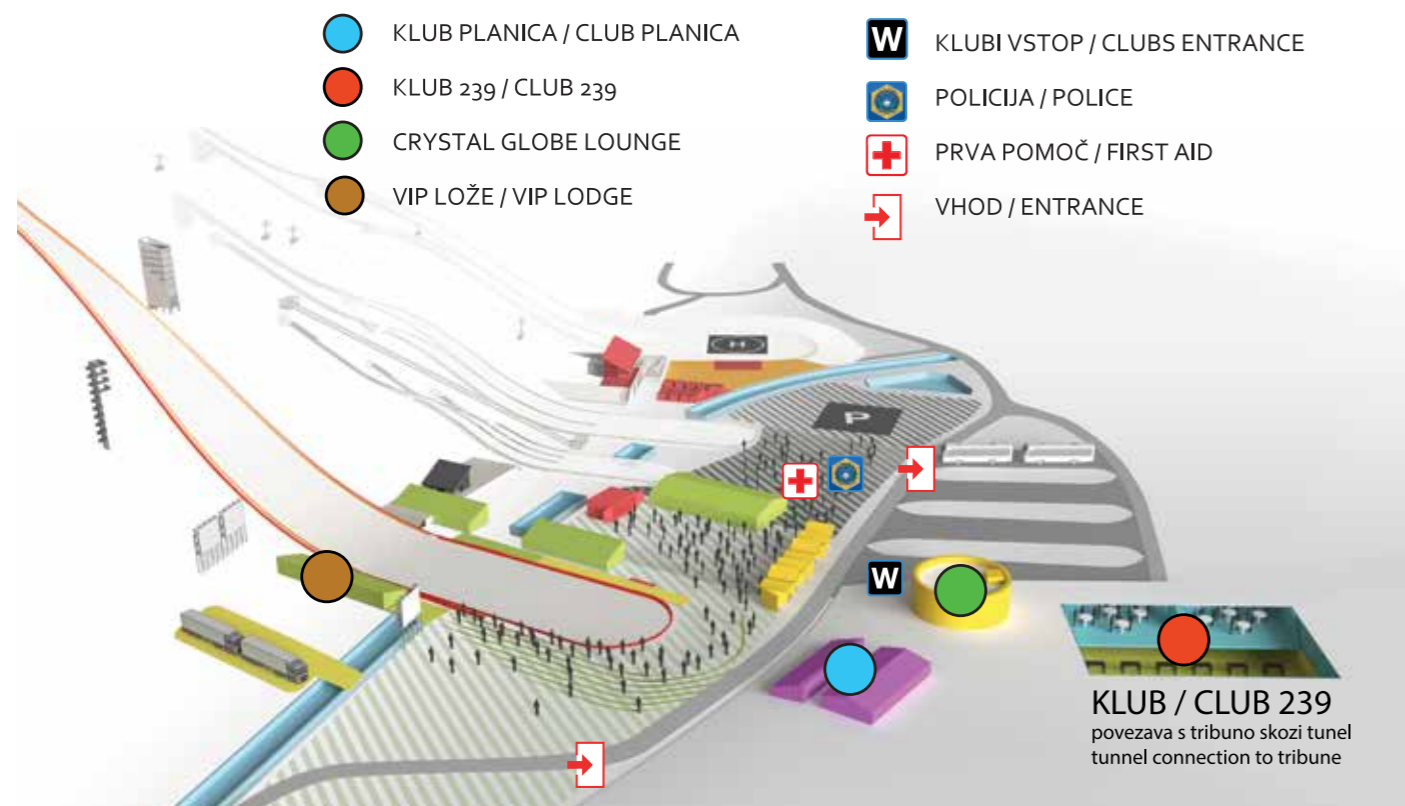 KLUB PLANICA / CLUB PLANICA
KLUB 239 / CLUB 239
CRYSTAL GLOBE LOUNGE
VIP LOŽE / VIP LODGE
W KLUBI VSTOP / CLUBS ENTRANCE
POLICIJA / POLICE
PRVA POMOČ / FIRST AID
VHOD / ENTRANCE
H
P
W
KLUB / CLUB 239
povezava s tribuno skozi tunel
tunnel connection to tribune